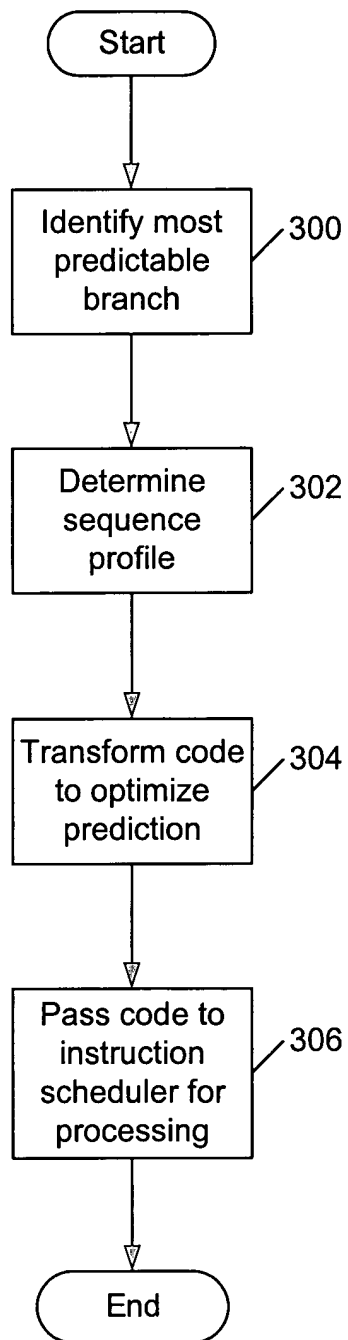 Start
Identify most
predictable
branch
300
Determine
sequence
profile
302
Transform code
to optimize
prediction
304
Pass code to
instruction
scheduler for
processing
306
End